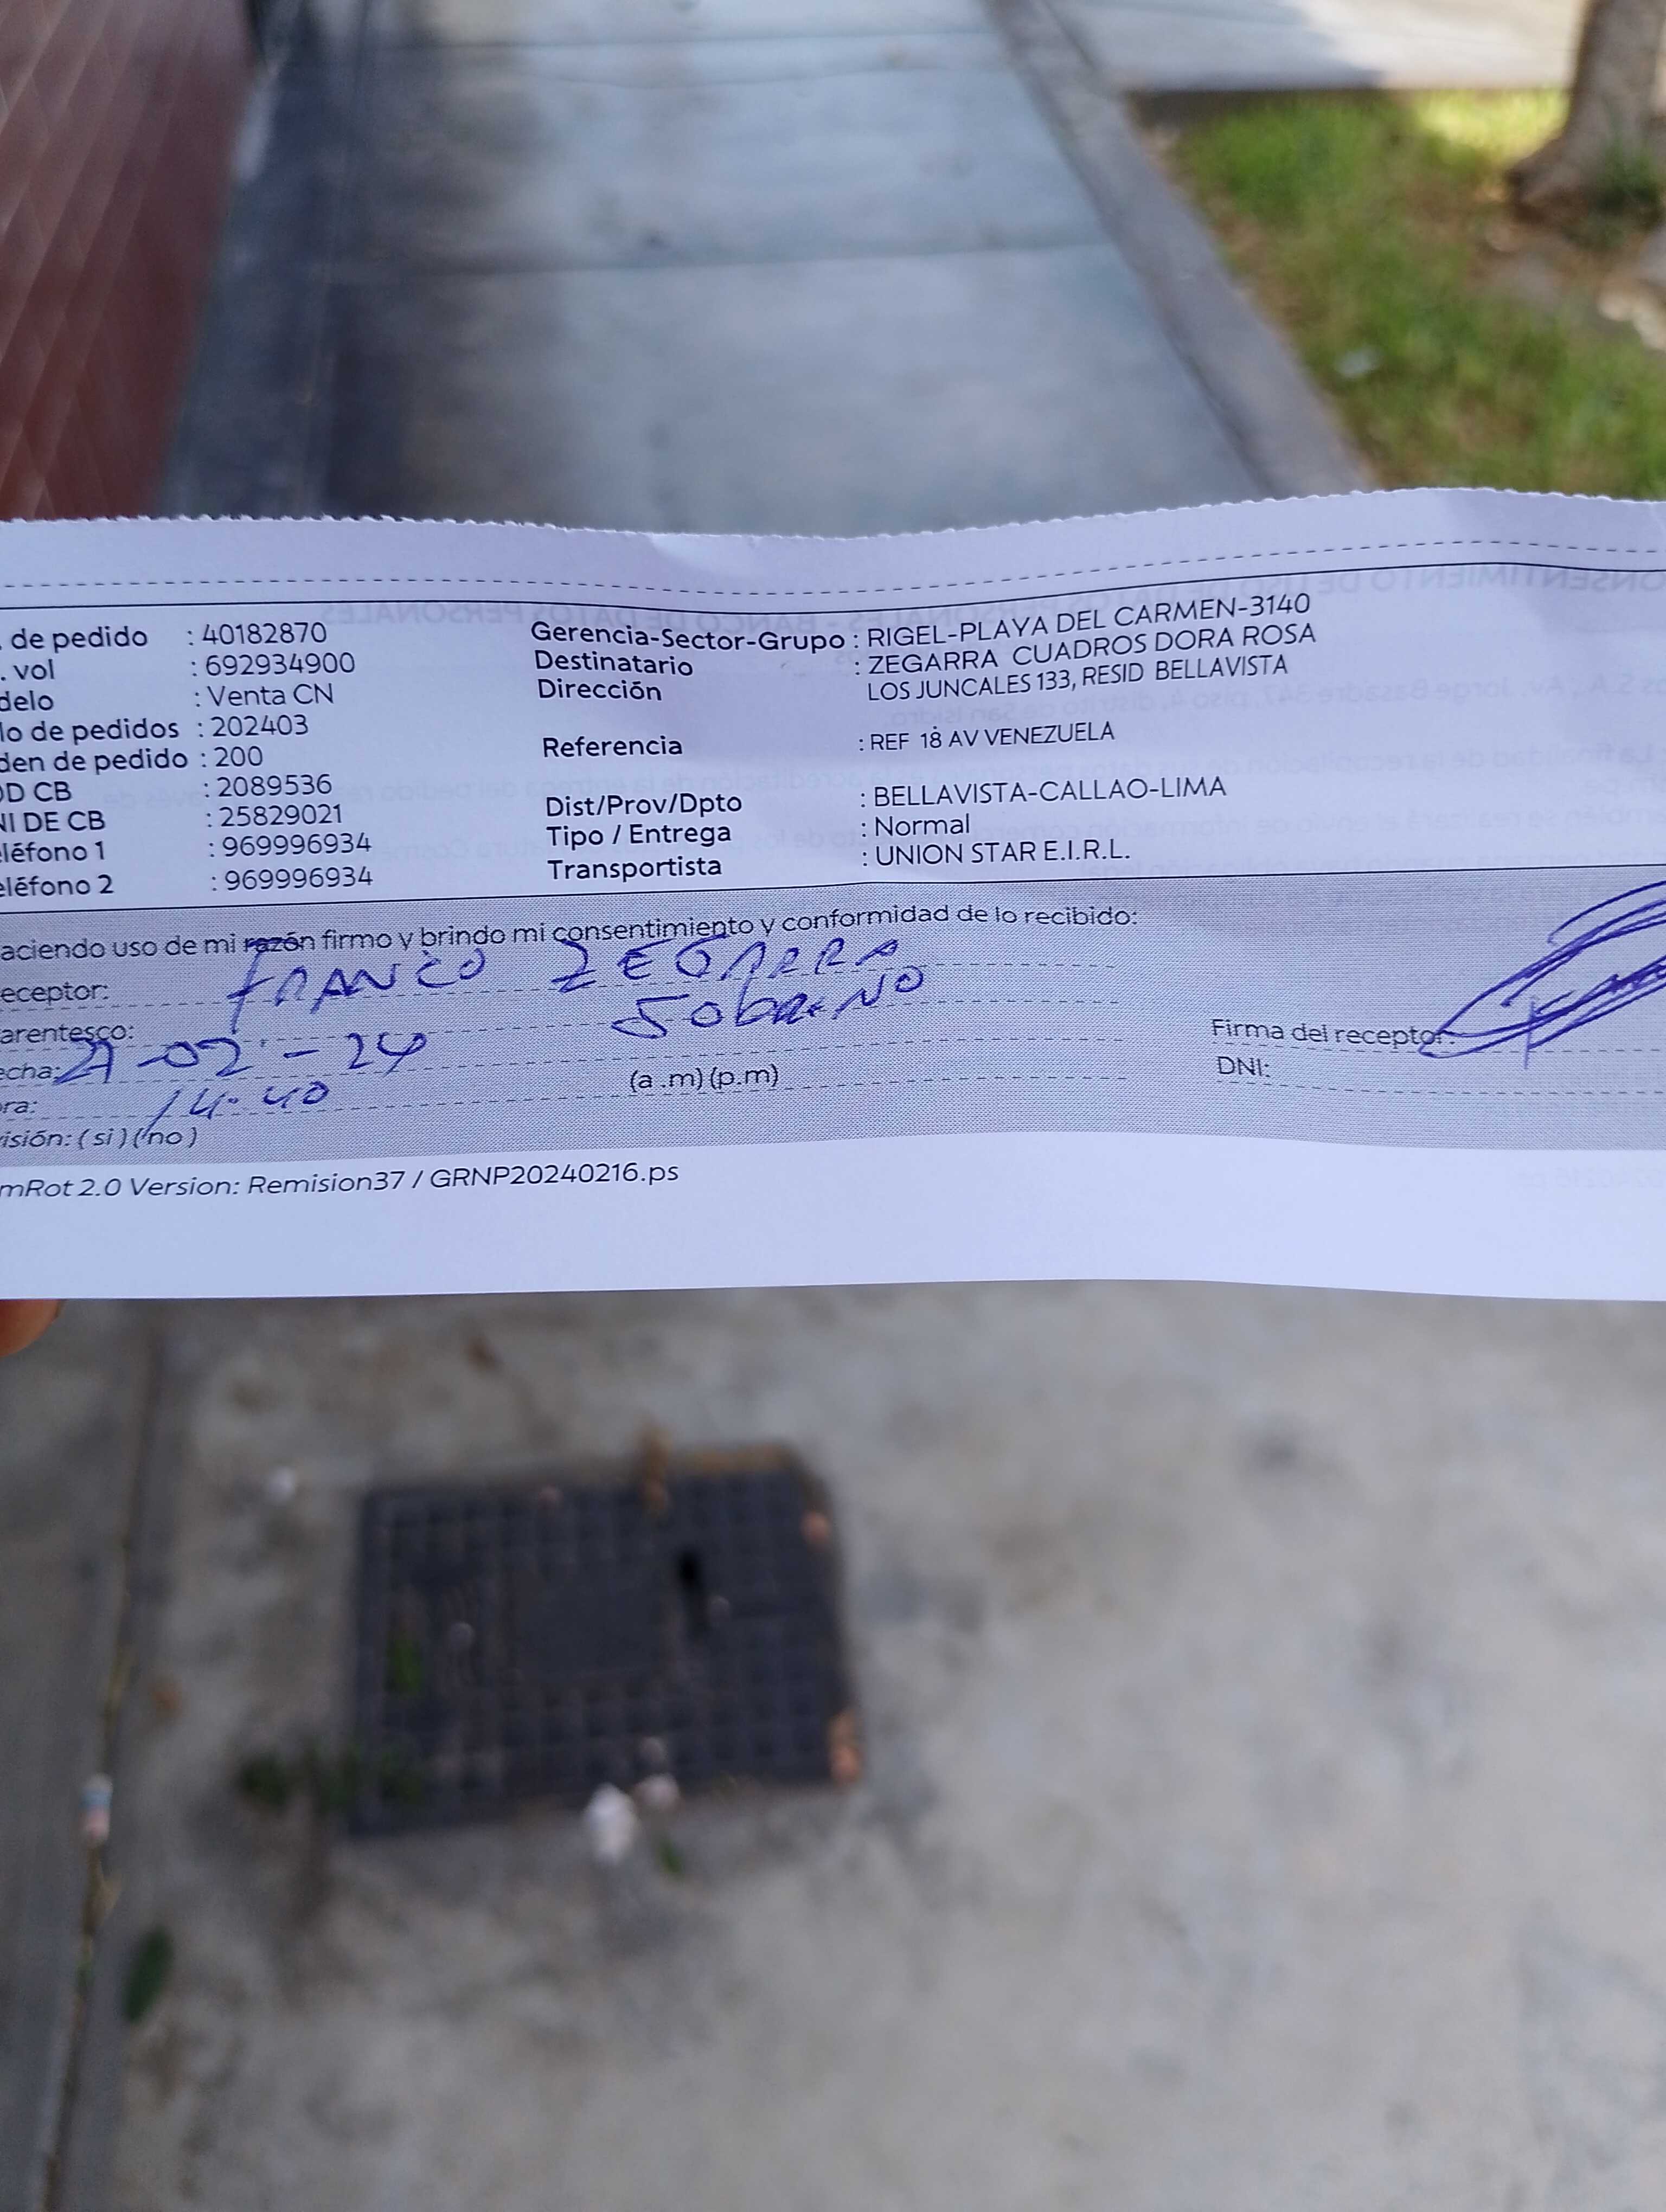 . de pedido : 40182870
. vol : 692934900
delo : Venta CN
lo de pedidos : 202403
den de pedido : 200
OD CB : 2089536
NI DE CB : 25829021
eléfono 1 : 969996934
eléfono 2 : 969996934
Gerencia-Sector-Grupo : RIGEL-PLAYA DEL CARMEN-3140
Destinatario : ZEGARRA CUADROS DORA ROSA
Dirección LOS JUNCALES 133, RESID BELLAVISTA
Referencia : REF 18 AV VENEZUELA
Dist/Prov/Dpto : BELLAVISTA-CALLAO-LIMA
Tipo / Entrega : Normal
Transportista : UNION STAR E.I.R.L.
aciendo uso de mi razón firmo y brindo mi consentimiento y conformidad de lo recibido:
eceptor: FRANCO ZEGARRA
arentesco: Sobrino
echa: 21-02-24
ora: 14:40 (a .m) (p.m)
isión: ( si ) ( no )
Firma del receptor:
DNI:
mRot 2.0 Version: Remision37 / GRNP20240216.ps